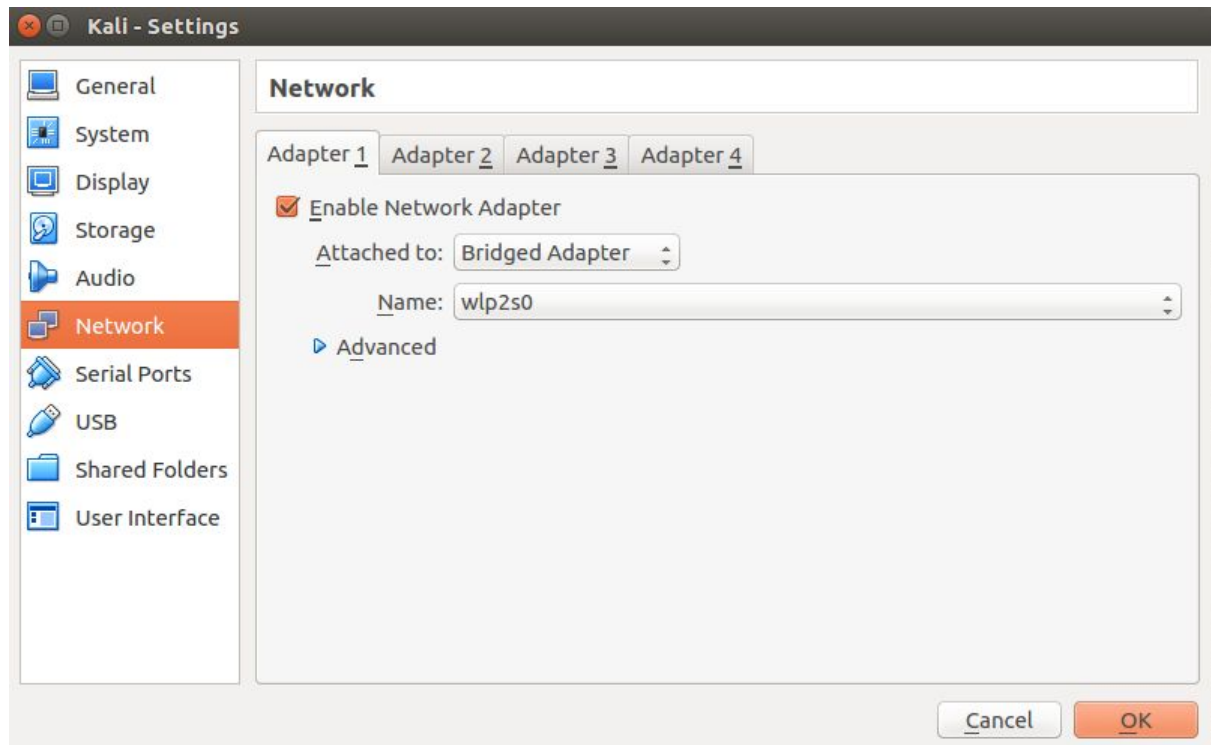 Kali - Settings
General
System
Display
Storage
Audio
Network
Serial Ports
USB
Shared Folders
User Interface
Network
Adapter 1 Adapter 2 Adapter 3 Adapter 4
Enable Network Adapter
Attached to: Bridged Adapter
Name: wlp2s0
Advanced
Cancel OK